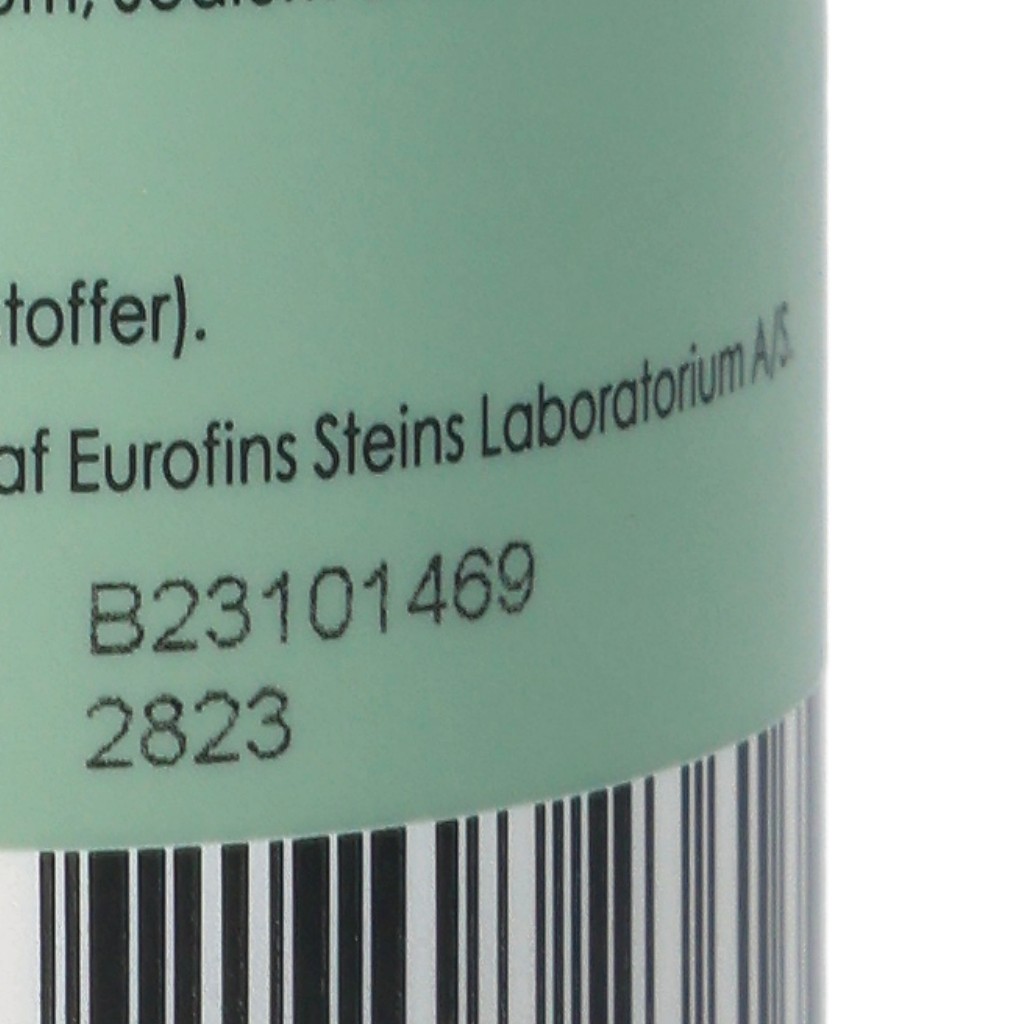 toffer).
af Eurofins Steins Laboratorium A/S.
B23101469
2823